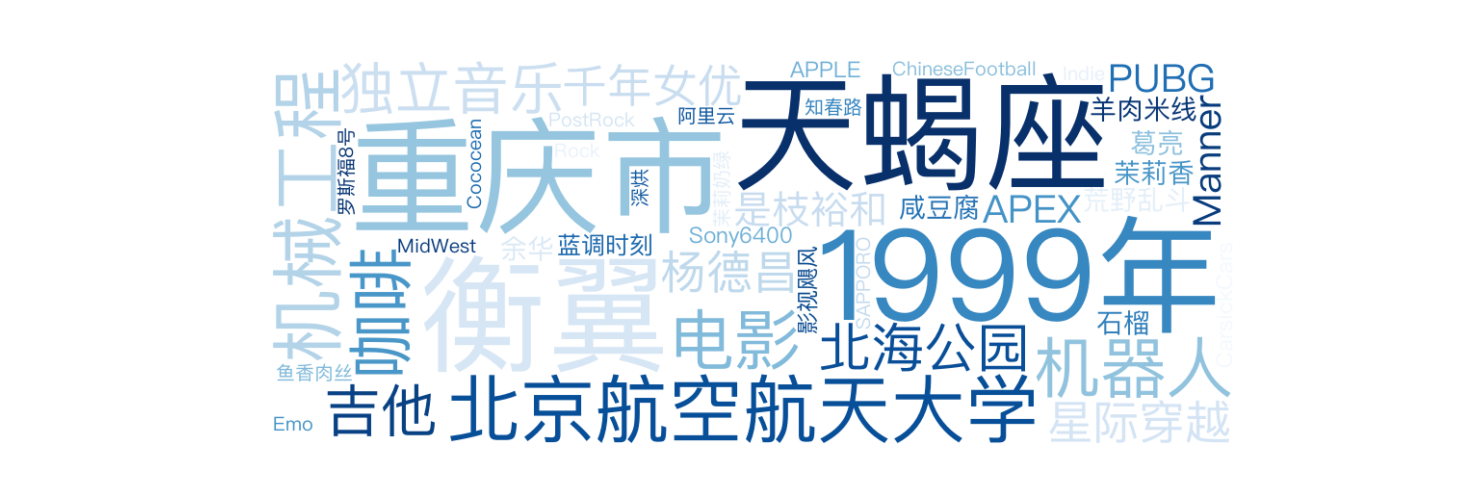 独立音乐
千年女优
APPLE
ChineseFootball
Indie
PUBG
机械工程
罗斯福8号
重庆市
Cococean
PostRock
Rock
阿里云
天蝎座
知春路
羊肉米线
Manner
葛亮
茉莉香
荒野乱斗
深烘
茉莉奶绿
是枝裕和
咸豆腐
APEX
MidWest
余华
蓝调时刻
Sony6400
1999年
咖啡
衡翼
杨德昌
影视飓风
SAPPORO
CarsickCars
电影
北海公园
石榴
机器人
鱼香肉丝
Emo
吉他
北京航空航天大学
星际穿越